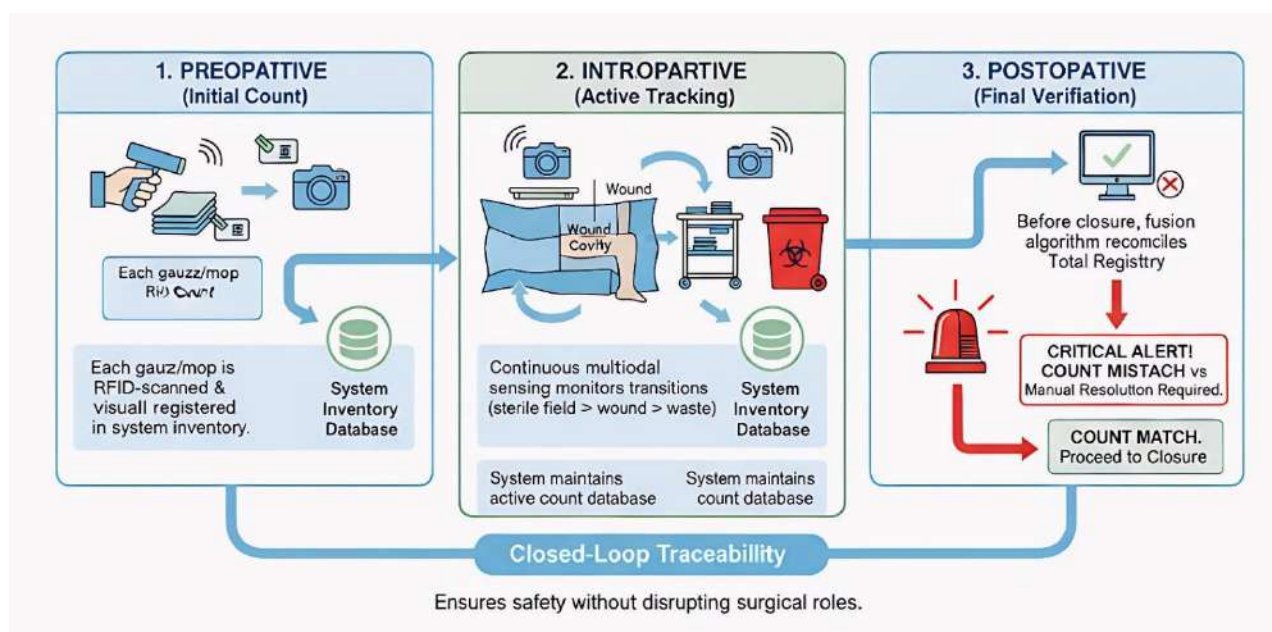 1. PREOPATTIVE
(Initial Count)
Each gauzz/mop
Each gauz/mop is
RFID-scanned &
visuall registered
in system inventory.
System
Inventory
Database
2. INTROPARTIVE
(Active Tracking)
Wound
Wound
Cavity
Continuous multiodal
sensing monitors transitions
(sterile field > wound > waste)
System
Inventory
Database
System maintains
active count database
System maintains
count database
3. POSTOPATIVE
(Final Verifiation)
Before closure, fusion
algorithm reconciles
Total Registry
CRITICAL ALERT!
COUNT MISTACH vs
Manual Resolution Required.
COUNT MATCH.
Proceed to Closure
Closed-Loop Traceabillity
Ensures safety without disrupting surgical roles.